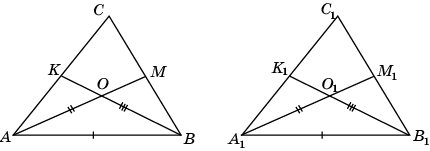 C C₁
K M K₁ M₁
O O₁
A B A₁ B₁